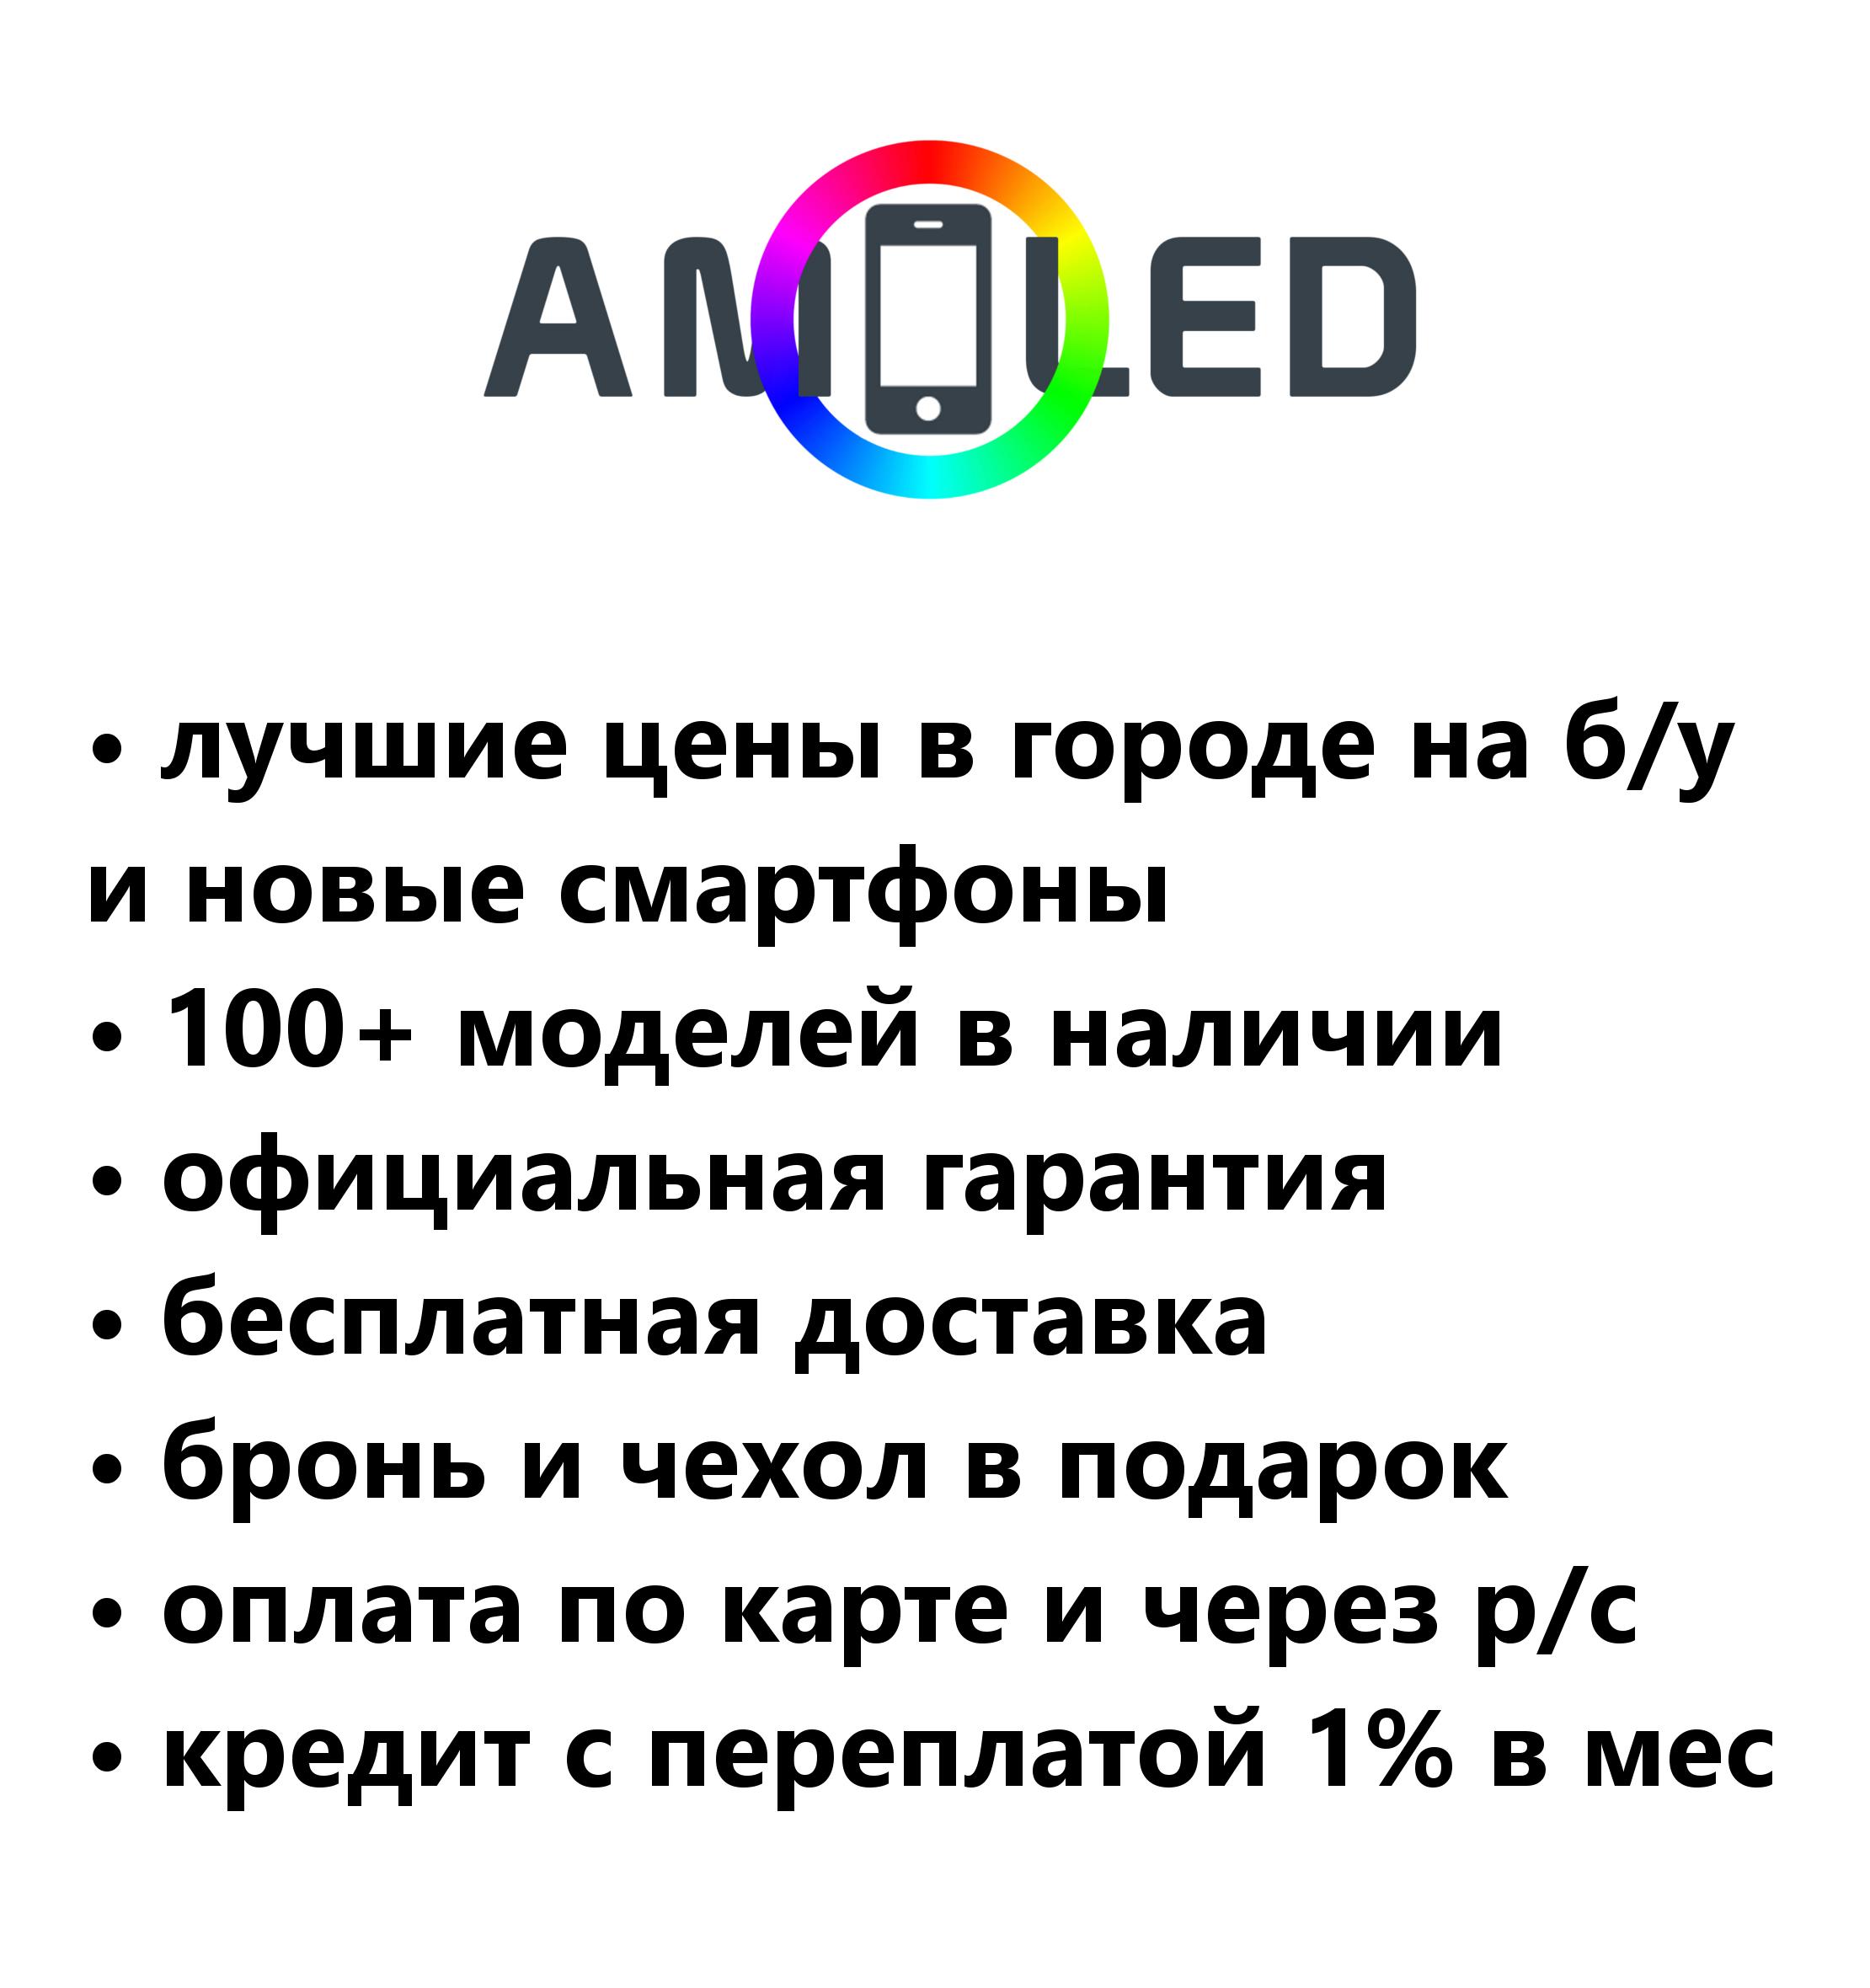 AMOLED
• лучшие цены в городе на б/у
и новые смартфоны
• 100+ моделей в наличии
• официальная гарантия
• бесплатная доставка
• бронь и чехол в подарок
• оплата по карте и через р/с
• кредит с переплатой 1% в мес